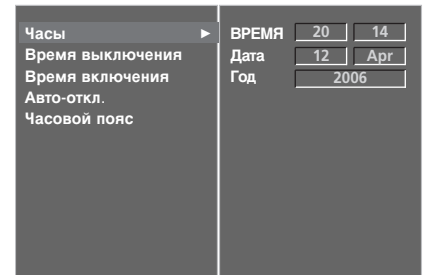 Часы ►
Время выключения
Время включения
Авто-откл.
Часовой пояс
ВРЕМЯ 20 14
Дата 12 Apr
Год 2006